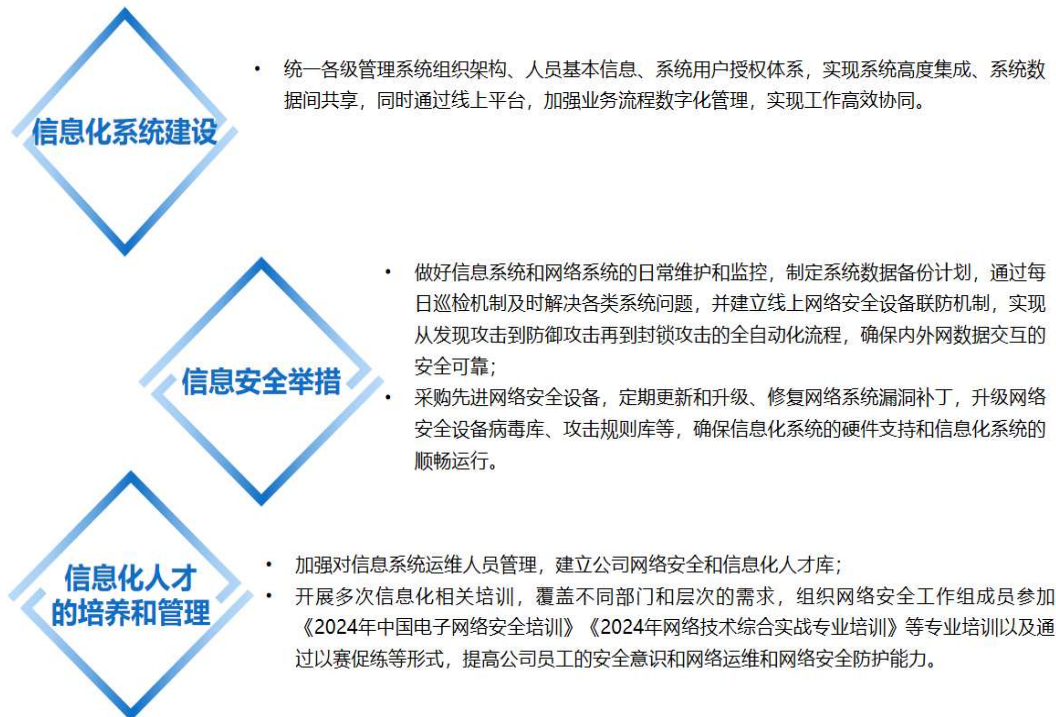 信息化系统建设
• 统一各级管理系统组织架构、人员基本信息、系统用户授权体系，实现系统高度集成、系统数
据间共享，同时通过线上平台，加强业务流程数字化管理，实现工作高效协同。
信息安全举措
• 做好信息系统和网络系统的日常维护和监控，制定系统数据备份计划，通过每
日巡检机制及时解决各类系统问题，并建立线上网络安全设备联防机制，实现
从发现攻击到防御攻击再到封锁攻击的全自动化流程，确保内外网数据交互的
安全可靠；
• 采购先进网络安全设备，定期更新和升级、修复网络系统漏洞补丁，升级网络
安全设备病毒库、攻击规则库等，确保信息化系统的硬件支持和信息化系统的
顺畅运行。
信息化人才
的培养和管理
• 加强对信息系统运维人员管理，建立公司网络安全和信息化人才库；
• 开展多次信息化相关培训，覆盖不同部门和层次的需求，组织网络安全工作组成员参加
《2024年中国电子网络安全培训》《2024年网络技术综合实战专业培训》等专业培训以及通
过以赛促练等形式，提高公司员工的安全意识和网络运维和网络安全防护能力。